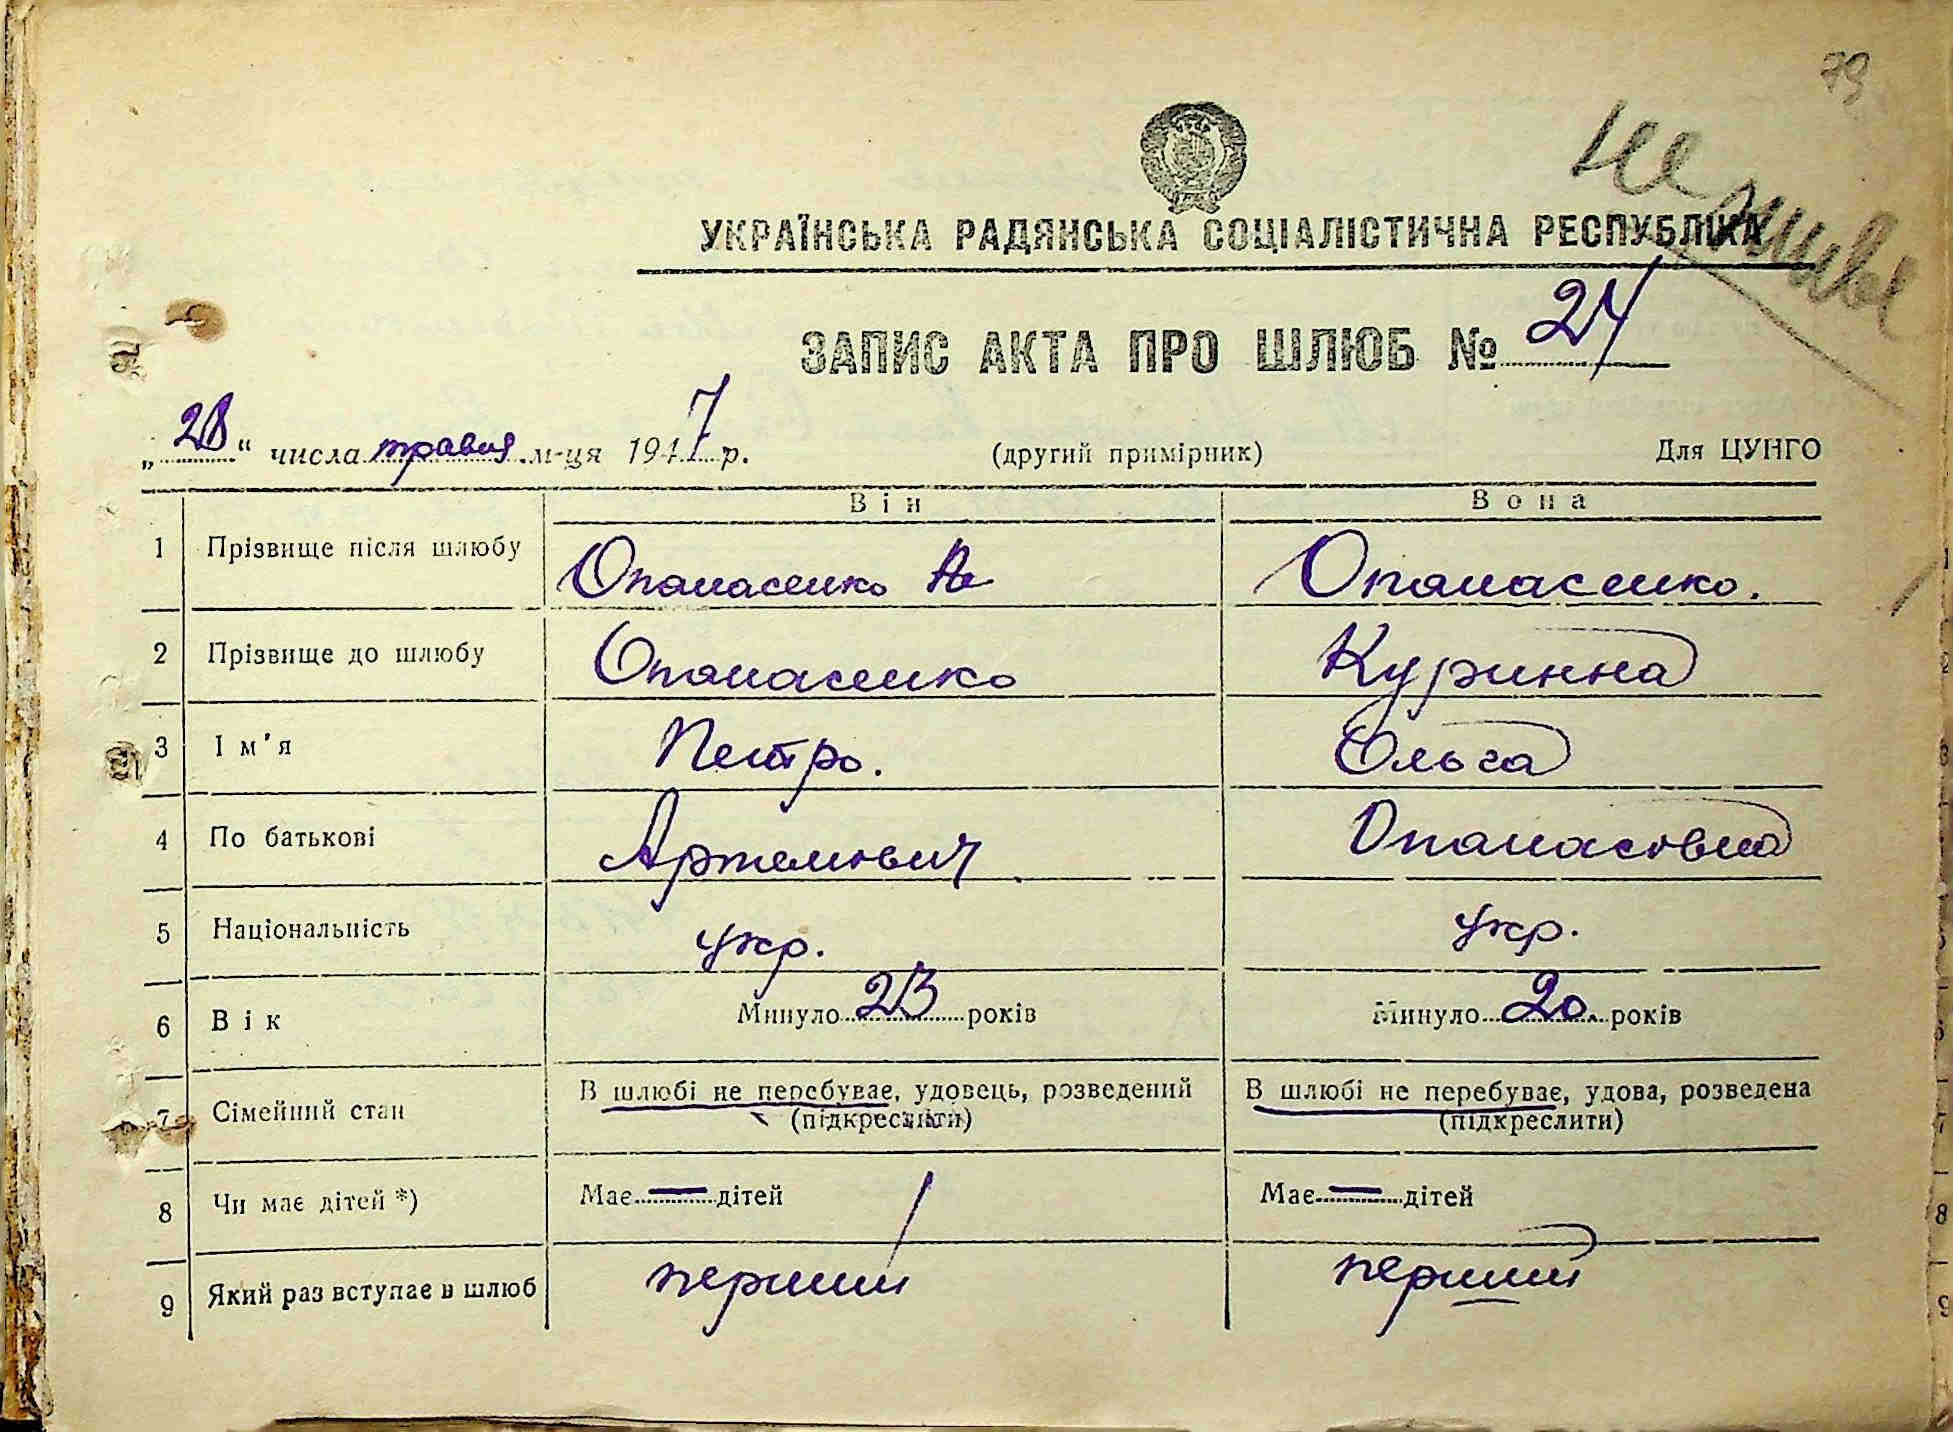 79
не
УКРАЇНСЬКА РАДЯНСЬКА СОЦІАЛІСТИЧНА РЕСПУБЛІКА
ЗАПИС АКТА ПРО ШЛЮБ № 24
„28“ числа травня м-ця 1947 р. (другий примірник) Для ЦУНГО
Він Вона
1 Прізвище після шлюбу Опанасенко Опанасенко.
2 Прізвище до шлюбу Опанасенко Куринна
3 Ім'я Петро. Ольга
4 По батькові Артемович Опанасовна
5 Національність укр. укр.
6 Вік Минуло 23 років Минуло 20. років
7 Сімейний стан В шлюбі не перебуває, удовець, розведений В шлюбі не перебуває, удова, розведена
(підкреслити) (підкреслити)
8 Чи має дітей *) Має — дітей Має — дітей
9 Який раз вступає в шлюб перший перший